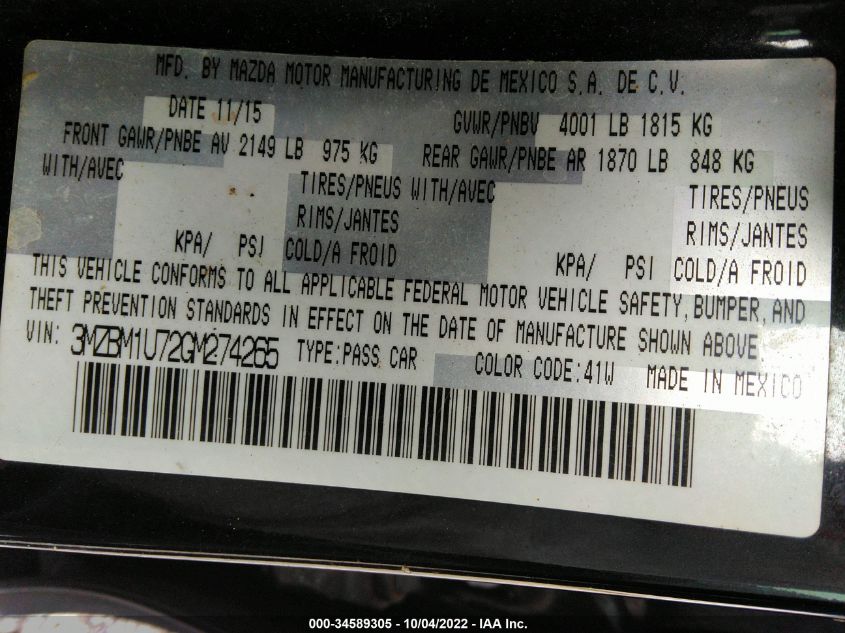 MFD. BY MAZDA MOTOR MANUFACTURING DE MEXICO S.A. DE C.V.
DATE 11/15 GVWR/PNBV 4001 LB 1815 KG
FRONT GAWR/PNBE AV 2149 LB 975 KG REAR GAWR/PNBE AR 1870 LB 848 KG
WITH/AVEC TIRES/PNEUS WITH/AVEC TIRES/PNEUS
RIMS/JANTES RIMS/JANTES
KPA/ PSI COLD/A FROID KPA/ PSI COLD/A FROID
THIS VEHICLE CONFORMS TO ALL APPLICABLE FEDERAL MOTOR VEHICLE SAFETY, BUMPER, AND
THEFT PREVENTION STANDARDS IN EFFECT ON THE DATE OF MANUFACTURE SHOWN ABOVE.
VIN: 3MZBM1U72GM274265 TYPE:PASS CAR COLOR CODE:41W MADE IN MEXICO
000-34589305 - 10/04/2022 - IAA Inc.